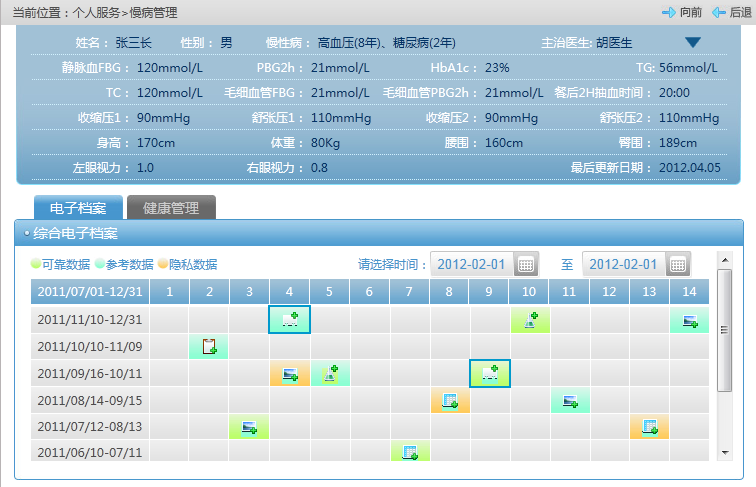 当前位置：个人服务>慢病管理 向前 后退
姓名： 张三长 性别： 男 慢性病： 高血压(8年)、糖尿病(2年) 主治医生: 胡医生
静脉血FBG： 120mmol/L PBG2h： 21mmol/L HbA1c： 23% TG: 56mmol/L
TC： 120mmol/L 毛细血管FBG： 21mmol/L 毛细血管PBG2h： 21mmol/L 餐后2H抽血时间： 20:00
收缩压1： 90mmHg 舒张压1： 110mmHg 收缩压2： 90mmHg 舒张压2： 110mmHg
身高： 170cm 体重： 80Kg 腰围： 160cm 臀围： 189cm
左眼视力： 1.0 右眼视力： 0.8 最后更新日期： 2012.04.05
电子档案 健康管理
综合电子档案
可靠数据 参考数据 隐私数据 请选择时间： 2012-02-01 至 2012-02-01
2011/07/01-12/31 1 2 3 4 5 6 7 8 9 10 11 12 13 14
2011/11/10-12/31
2011/10/10-11/09
2011/09/16-10/11
2011/08/14-09/15
2011/07/12-08/13
2011/06/10-07/11